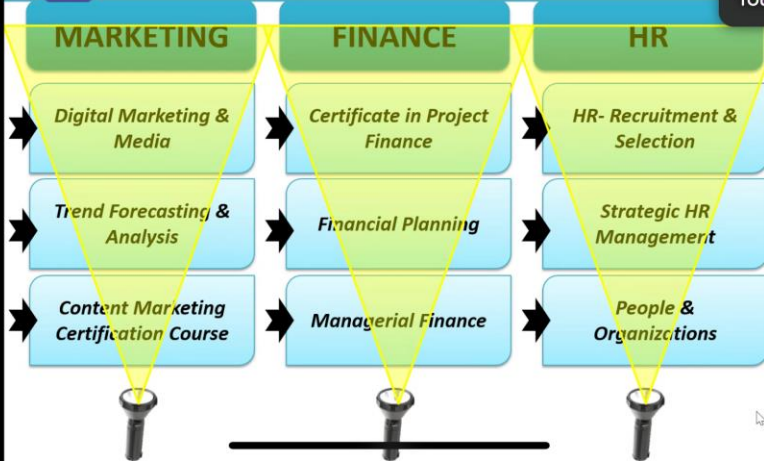 MARKETING
FINANCE
HR
Digital Marketing &
Media
Certificate in Project
Finance
HR- Recruitment &
Selection
Trend Forecasting &
Analysis
Financial Planning
Strategic HR
Management
Content Marketing
Certification Course
Managerial Finance
People &
Organizations